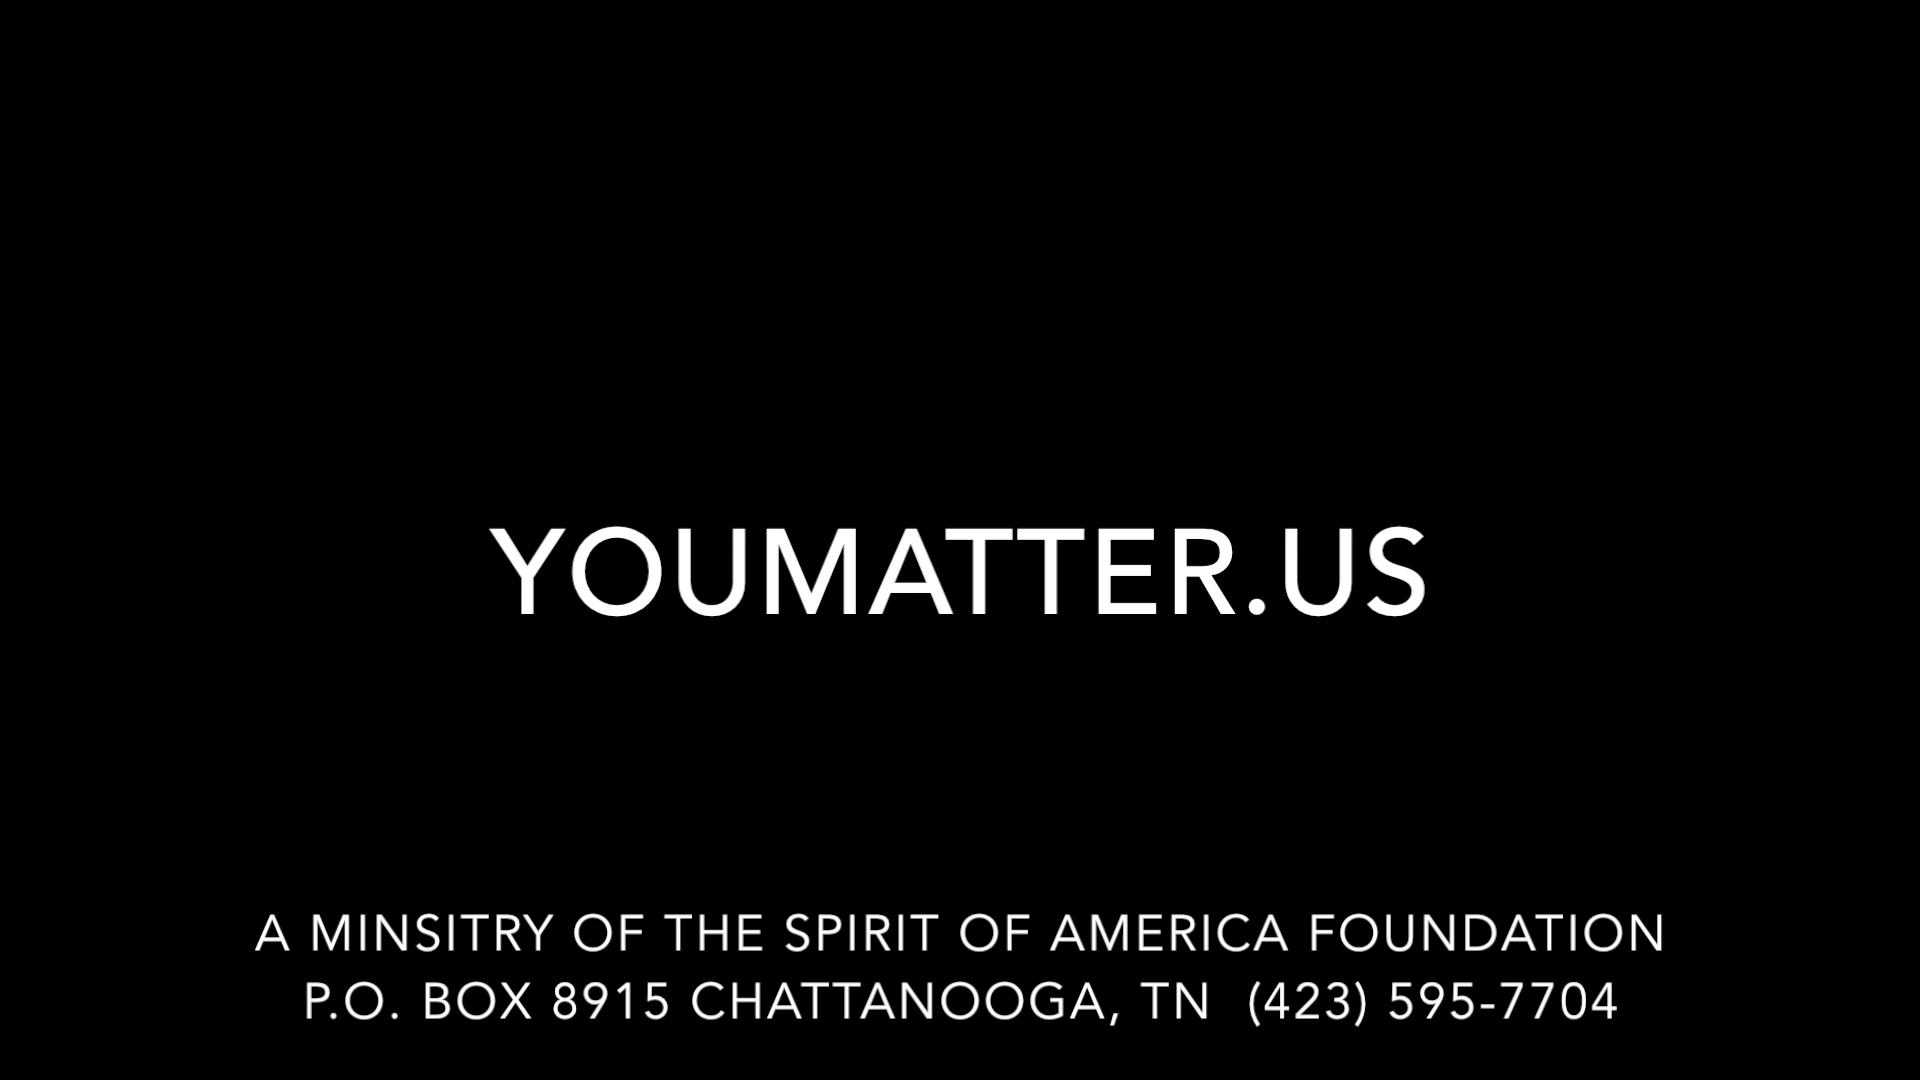 YOUMATTER.US
A MINSITRY OF THE SPIRIT OF AMERICA FOUNDATION
P.O. BOX 8915 CHATTANOOGA, TN (423) 595-7704